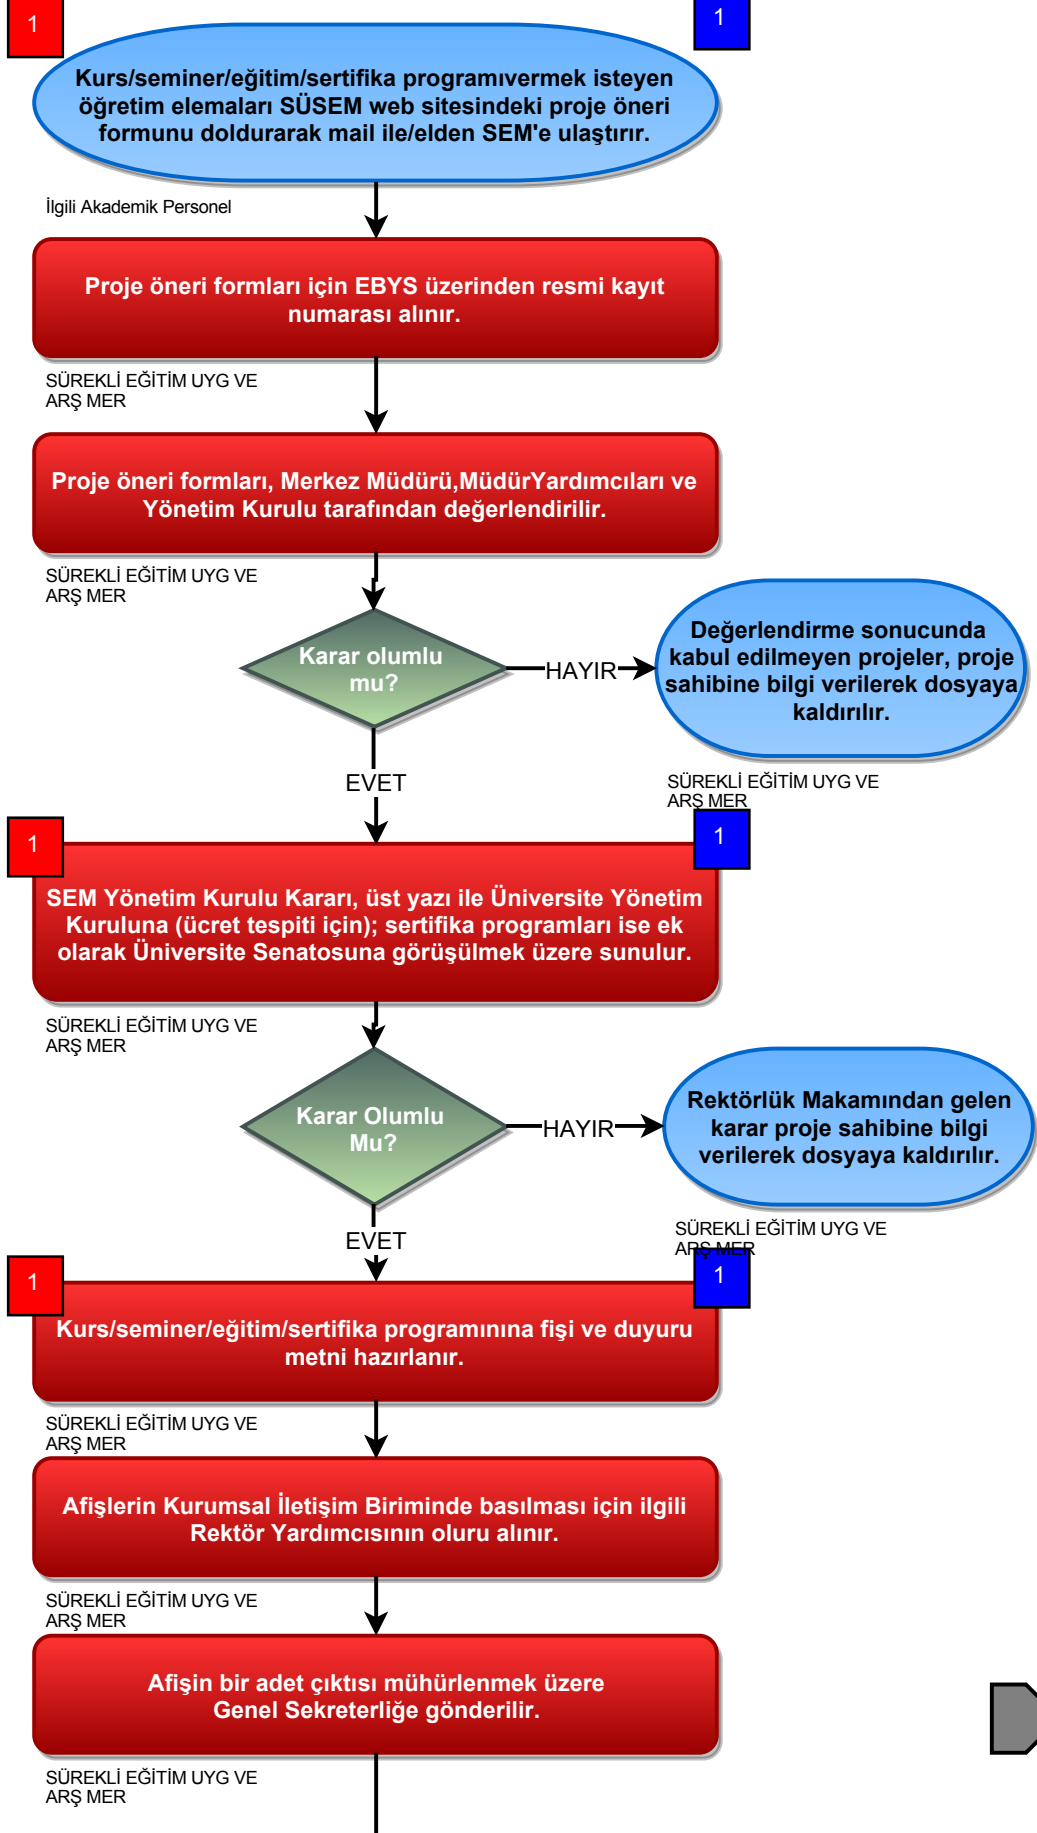 1
1
Kurs/seminer/eğitim/sertifika programıvermek isteyen
öğretim elemaları SÜSEM web sitesindeki proje öneri
formunu doldurarak mail ile/elden SEM'e ulaştırır.
İlgili Akademik Personel
Proje öneri formları için EBYS üzerinden resmi kayıt
numarası alınır.
SÜREKLİ EĞİTİM UYG VE
ARŞ MER
Proje öneri formları, Merkez Müdürü,MüdürYardımcıları ve
Yönetim Kurulu tarafından değerlendirilir.
SÜREKLİ EĞİTİM UYG VE
ARŞ MER
Karar olumlu
mu?
HAYIR
Değerlendirme sonucunda
kabul edilmeyen projeler, proje
sahibine bilgi verilerek dosyaya
kaldırılır.
SÜREKLİ EĞİTİM UYG VE
ARŞ MER
EVET
1
1
SEM Yönetim Kurulu Kararı, üst yazı ile Üniversite Yönetim
Kuruluna (ücret tespiti için); sertifika programları ise ek
olarak Üniversite Senatosuna görüşülmek üzere sunulur.
SÜREKLİ EĞİTİM UYG VE
ARŞ MER
Karar Olumlu
Mu?
HAYIR
Rektörlük Makamından gelen
karar proje sahibine bilgi
verilerek dosyaya kaldırılır.
SÜREKLİ EĞİTİM UYG VE
ARŞ MER
EVET
1
1
Kurs/seminer/eğitim/sertifika programınına fişi ve duyuru
metni hazırlanır.
SÜREKLİ EĞİTİM UYG VE
ARŞ MER
Afişlerin Kurumsal İletişim Biriminde basılması için ilgili
Rektör Yardımcısının oluru alınır.
SÜREKLİ EĞİTİM UYG VE
ARŞ MER
Afişin bir adet çıktısı mühürlenmek üzere
Genel Sekreterliğe gönderilir.
SÜREKLİ EĞİTİM UYG VE
ARŞ MER